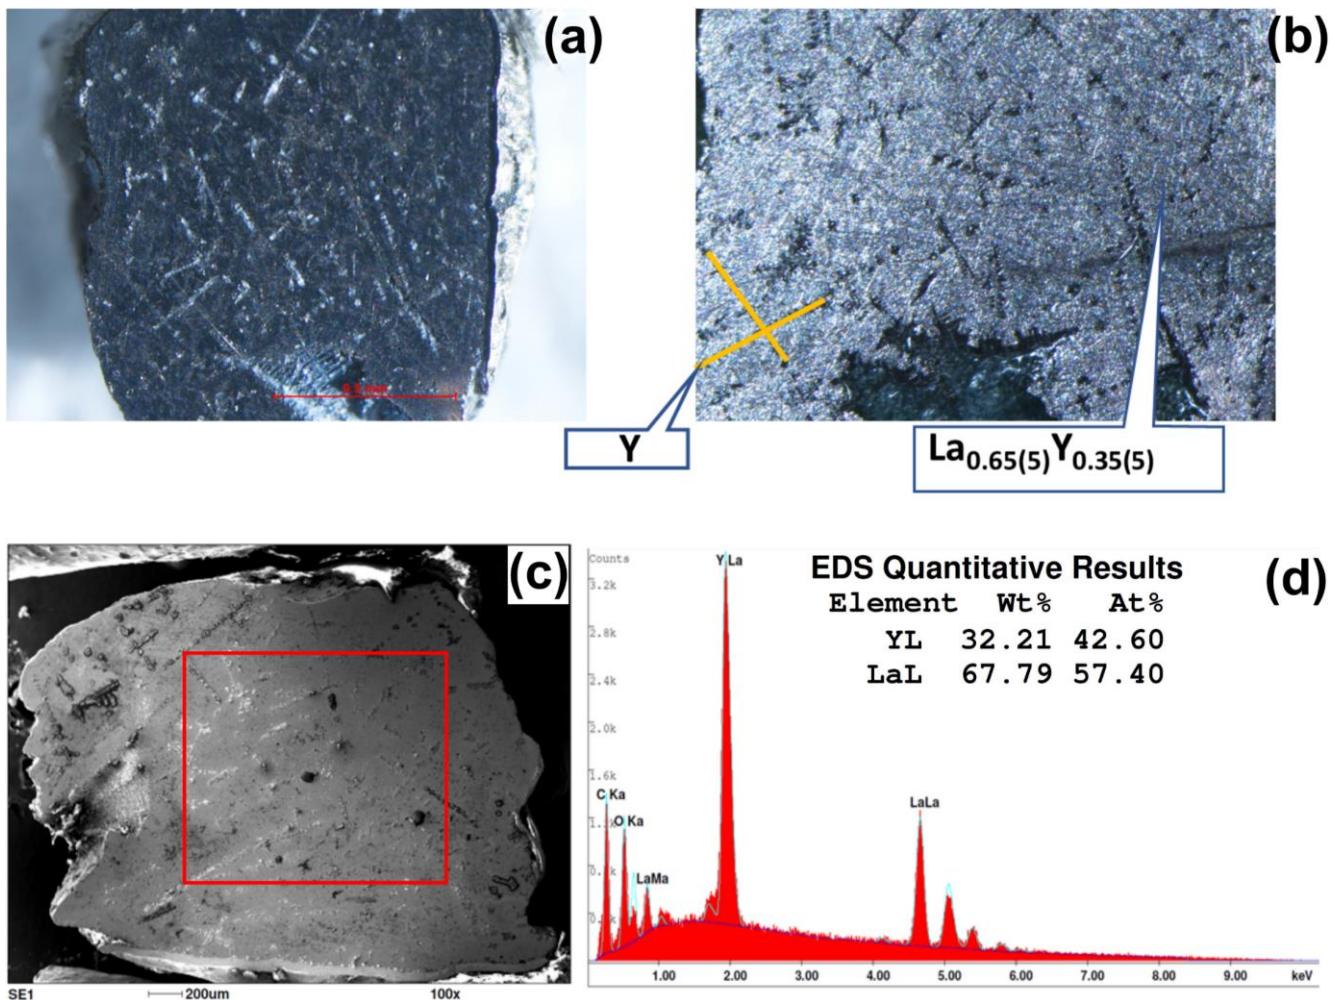 (a)
(b)
Y
La0.65(5)Y0.35(5)
(c)
SE1
200um
100x
(d)
EDS Quantitative Results
Element Wt% At%
YL 32.21 42.60
LaL 67.79 57.40
Counts
3.2k
2.8k
2.4k
2.0k
1.6k
Y La
C Ka
O Ka
LaMa
LaLa
1.00 2.00 3.00 4.00 5.00 6.00 7.00 8.00 9.00 keV